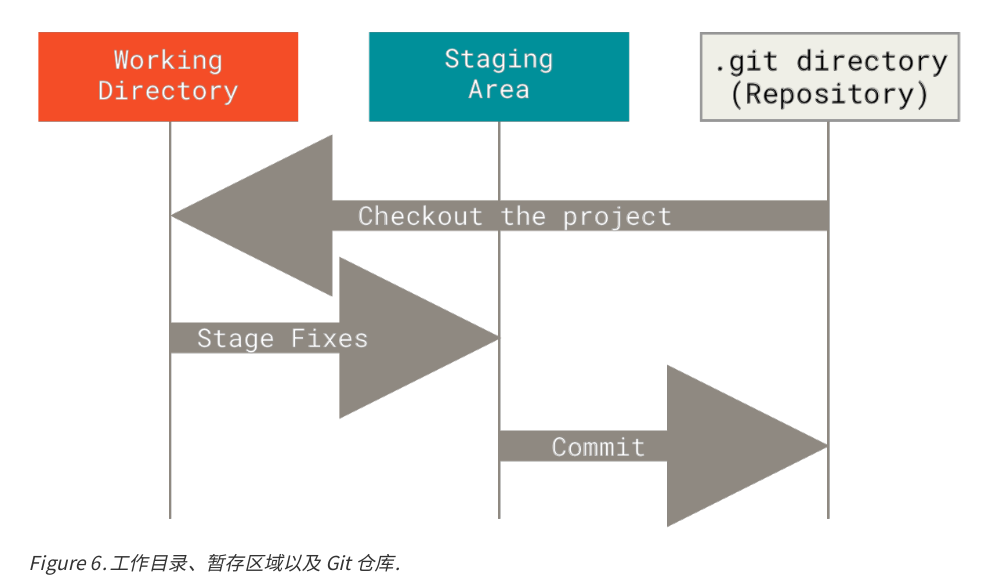 Working
Directory
Staging
Area
.git directory
(Repository)
Checkout the project
Stage Fixes
Commit
Figure 6. 工作目录、暂存区域以及 Git 仓库.